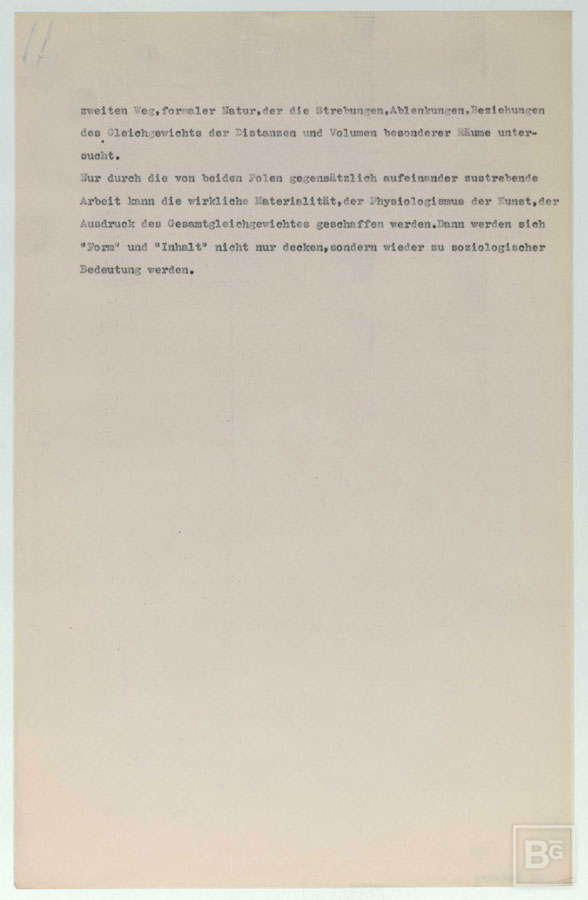 zweiten Weg,formaler Natur,der die Strebungen,Ablenkungen,Beziehungen
des Gleichgewichts der Distanzen und Volumen besonderer Räume unter-
sucht.
Nur durch die von beiden Polen gegensätzlich aufeinander zustrebende
Arbeit kann die wirkliche Materialität,der Physiologismus der Kunst,der
Ausdruck des Gesamtgleichgewichtes geschaffen werden.Dann werden sich
"Form" und "Inhalt" nicht nur decken,sondern wieder zu soziologischer
Bedeutung werden.
BG